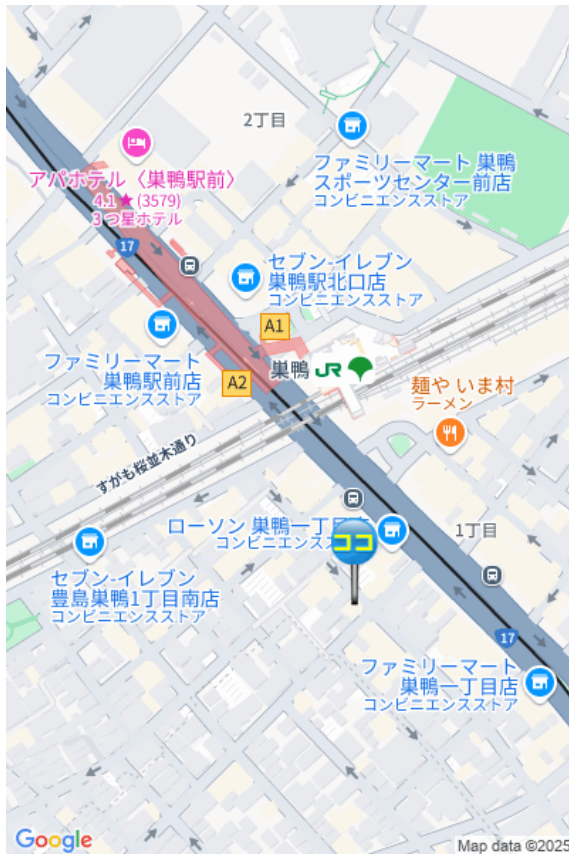 2丁目
ファミリーマート 巣鴨
スポーツセンター前店
コンビニエンスストア
アパホテル〈巣鴨駅前〉
4.1★(3579)
3つ星ホテル
17
セブン-イレブン
巣鴨駅北口店
コンビニエンスストア
A1
ファミリーマート
巣鴨駅前店
コンビニエンスストア
A2
巣鴨 JR
麺や いま村
ラーメン
すがも桜並木通り
ローソン 巣鴨一丁目
コンビニエンスス
ココ
1丁目
セブン-イレブン
豊島巣鴨1丁目南店
コンビニエンスストア
17
ファミリーマート
巣鴨一丁目店
コンビニエンスストア
Google
Map data ©2025